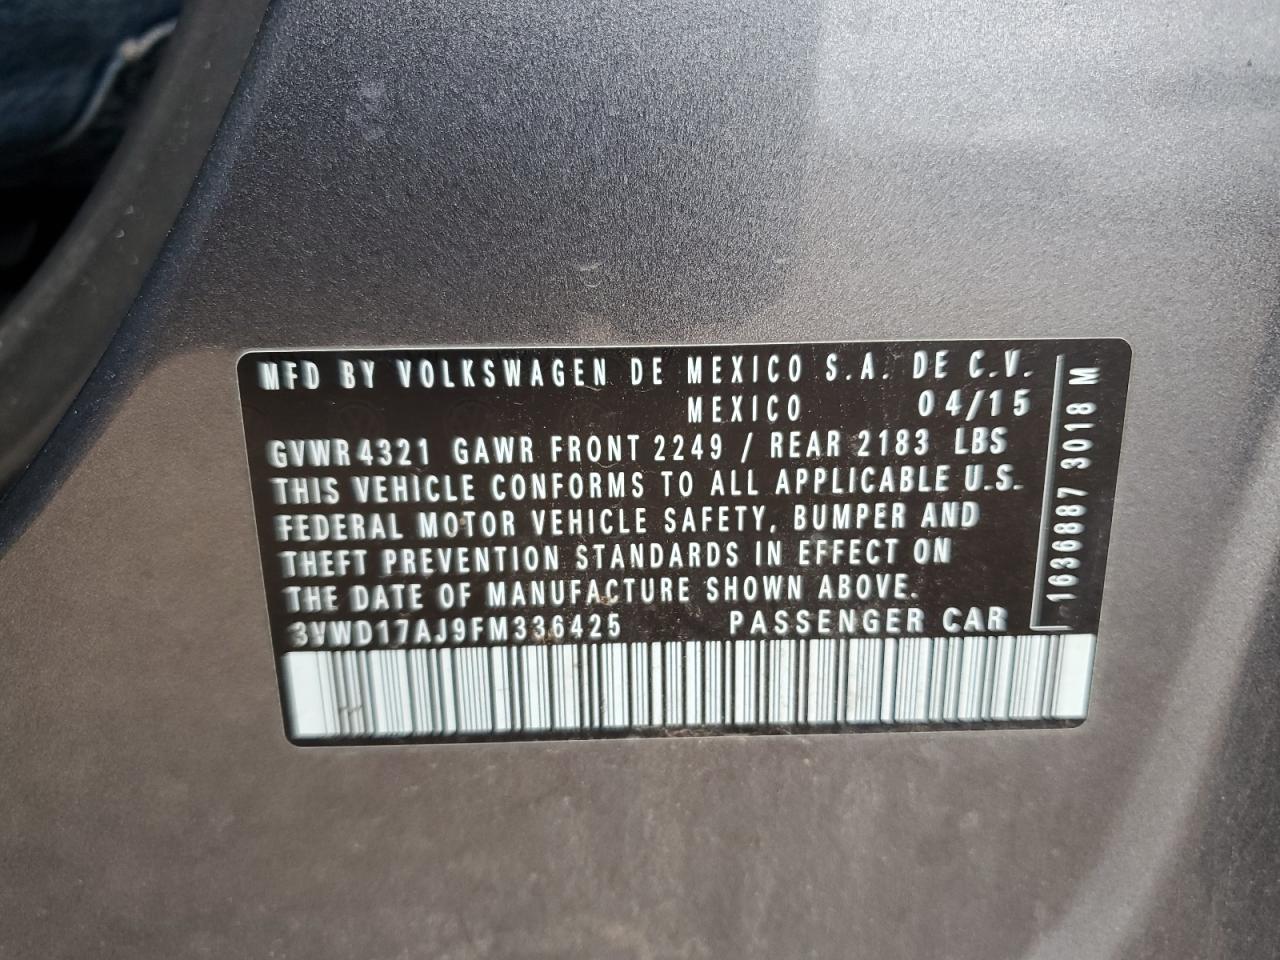 MFD BY VOLKSWAGEN DE MEXICO S.A. DE C.V.
MEXICO 04/15
GVWR 4321 GAWR FRONT 2249 / REAR 2183 LBS
THIS VEHICLE CONFORMS TO ALL APPLICABLE U.S.
FEDERAL MOTOR VEHICLE SAFETY, BUMPER AND
THEFT PREVENTION STANDARDS IN EFFECT ON
THE DATE OF MANUFACTURE SHOWN ABOVE.
3VWD17AJ9FM336425 PASSENGER CAR
1636887 3018 M